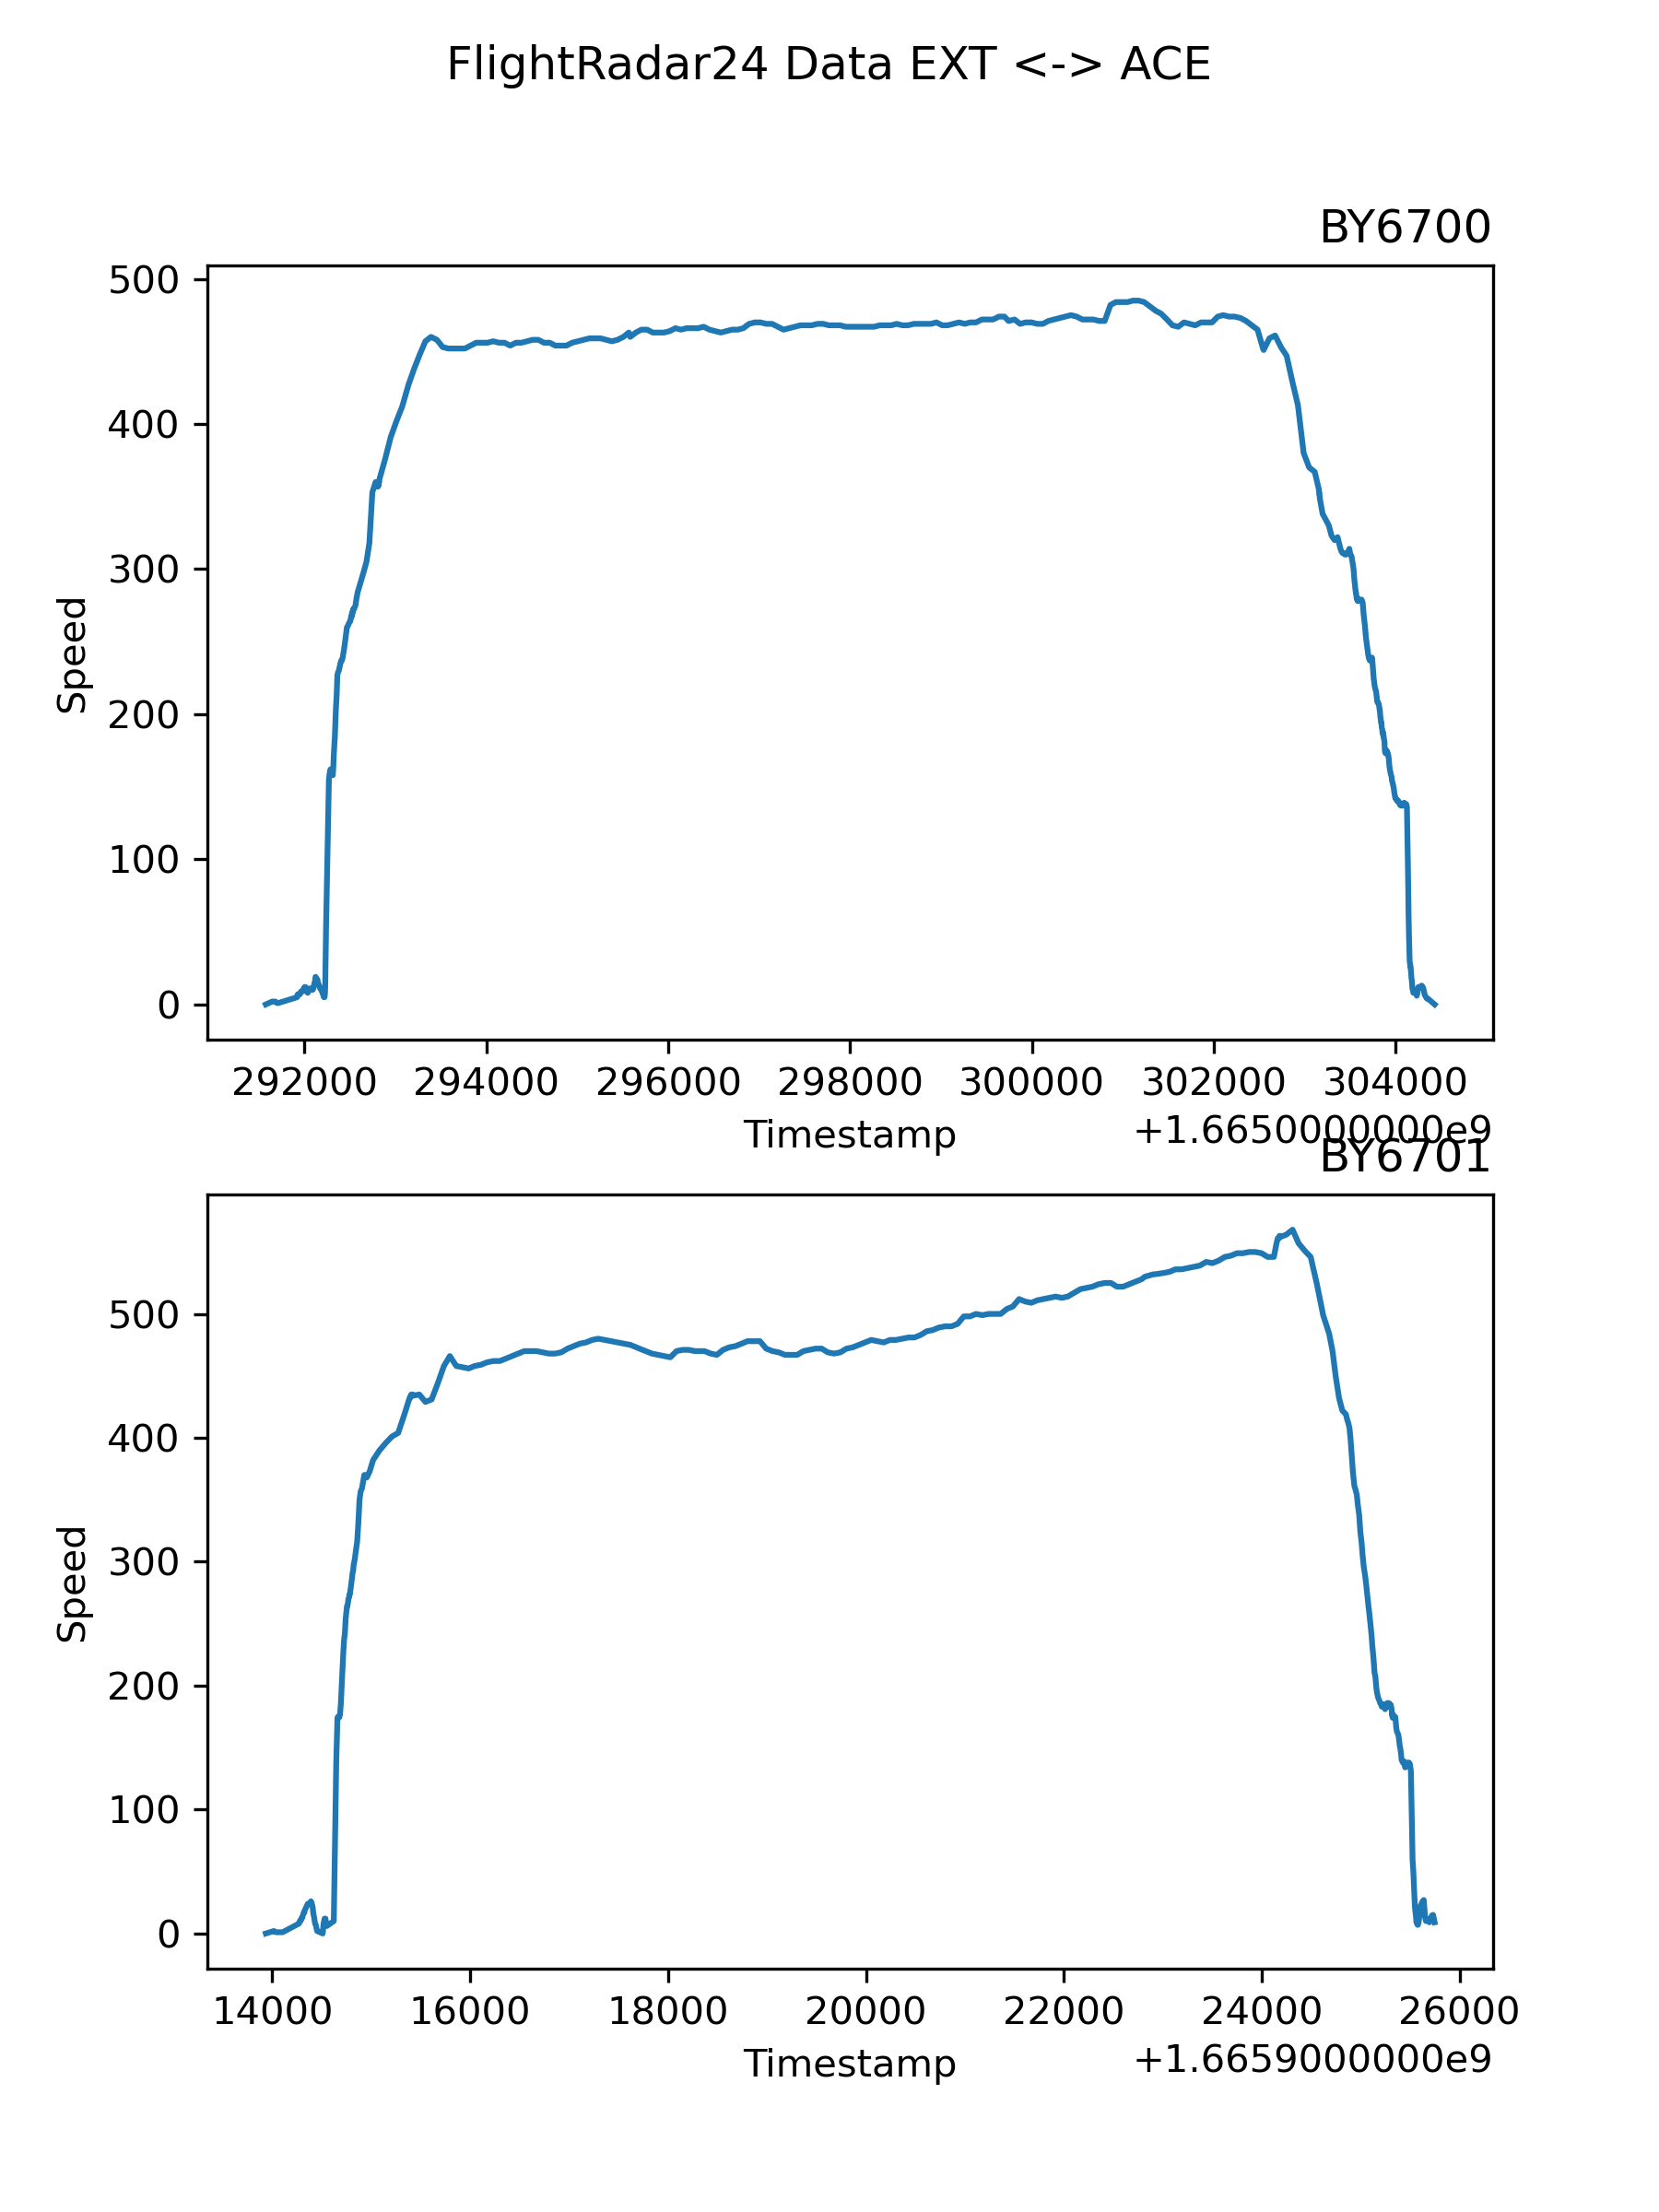 FlightRadar24 Data EXT <-> ACE
BY6700
500
400
300
200
100
0
Speed
292000 294000 296000 298000 300000 302000 304000
Timestamp
+1.6650000000e9
BY6701
500
400
300
200
100
0
Speed
14000 16000 18000 20000 22000 24000 26000
Timestamp
+1.6659000000e9